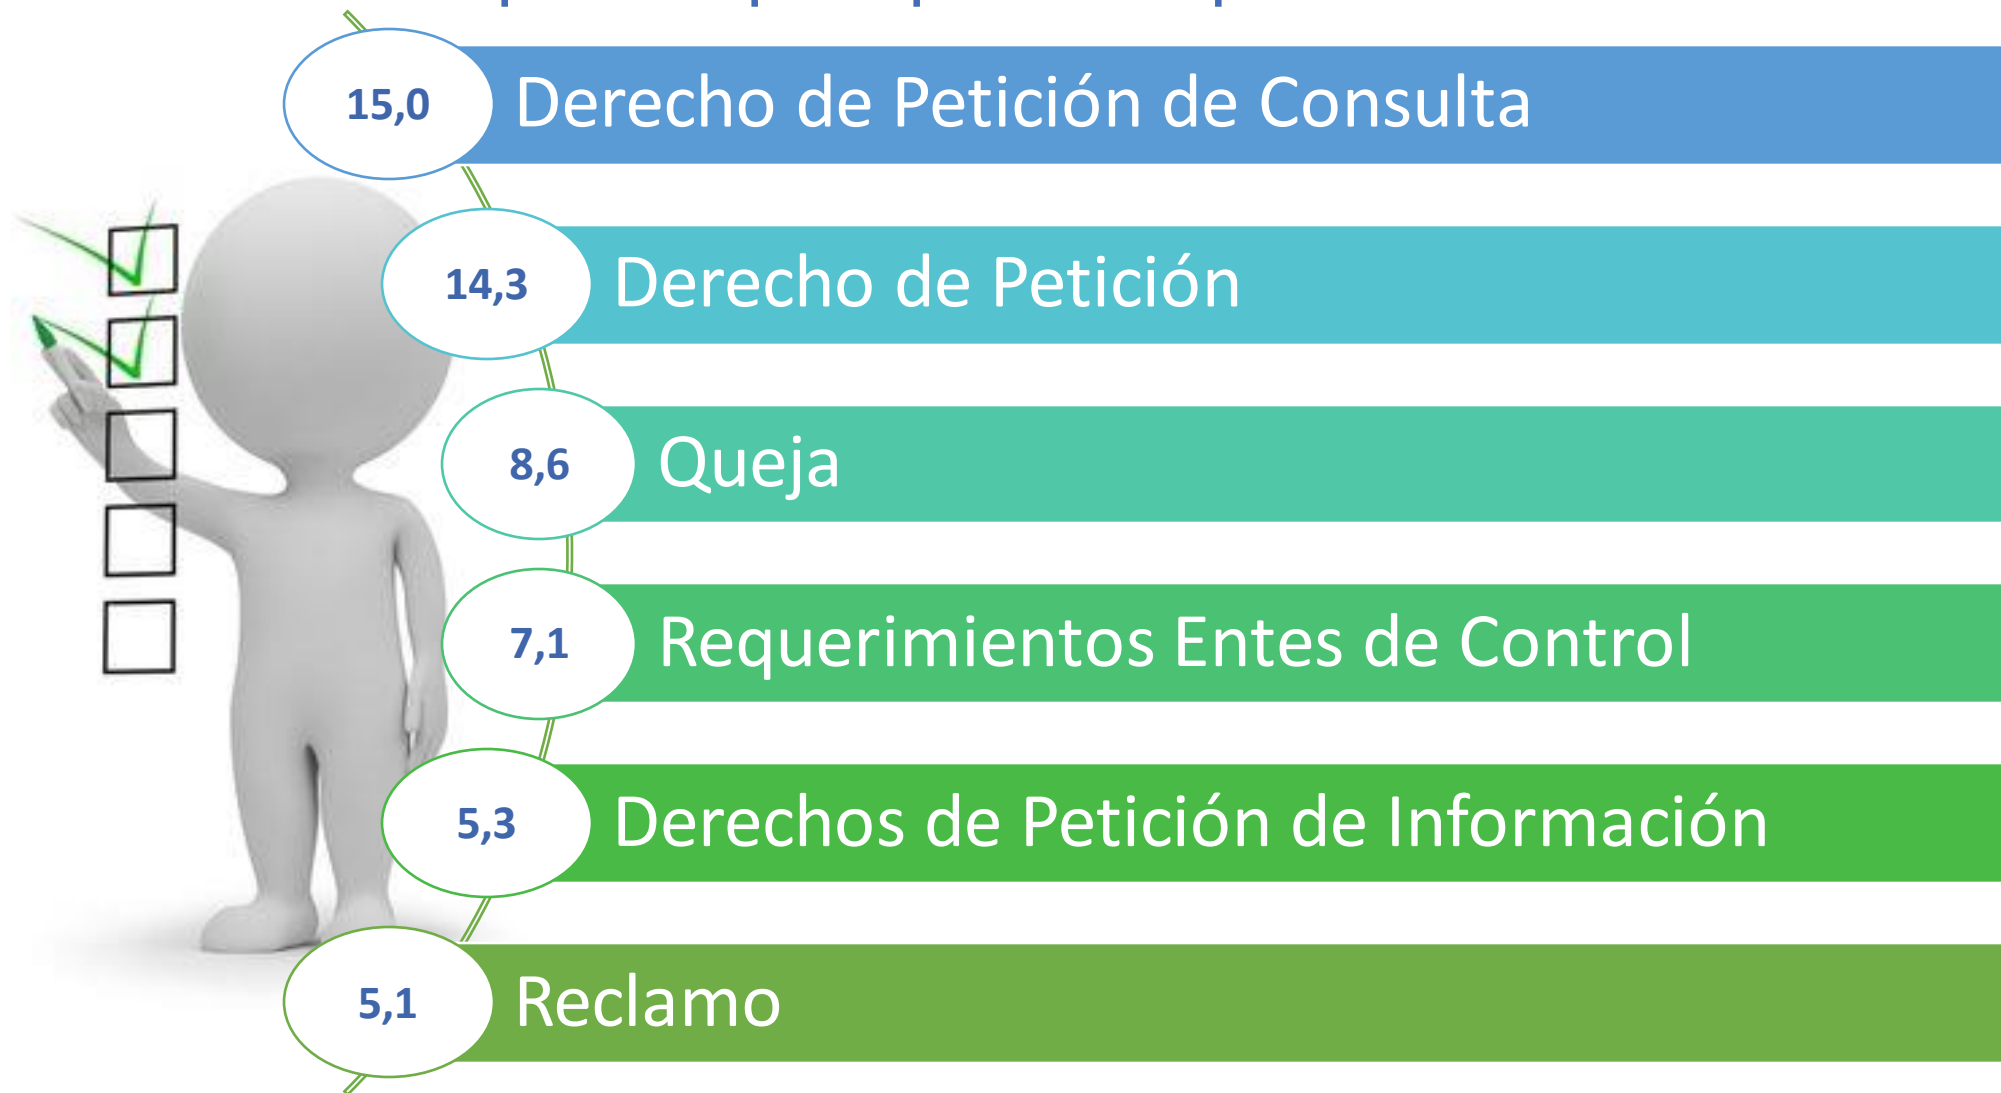 15,0 Derecho de Petición de Consulta
14,3 Derecho de Petición
8,6 Queja
7,1 Requerimientos Entes de Control
5,3 Derechos de Petición de Información
5,1 Reclamo